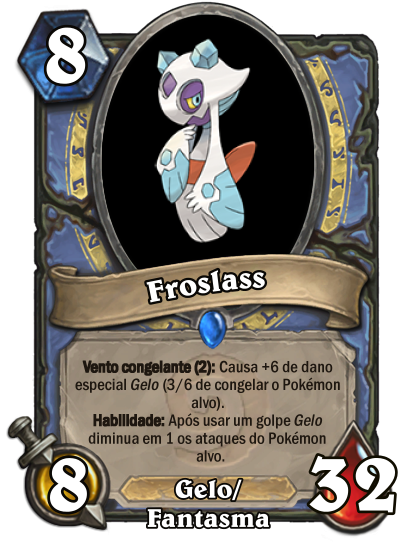 8
Froslass
Vento congelante (2): Causa +6 de dano
especial Gelo (3/6 de congelar o Pokémon
alvo).
Habilidade: Após usar um golpe Gelo
diminua em 1 os ataques do Pokémon
alvo.
8
Gelo/
Fantasma
32